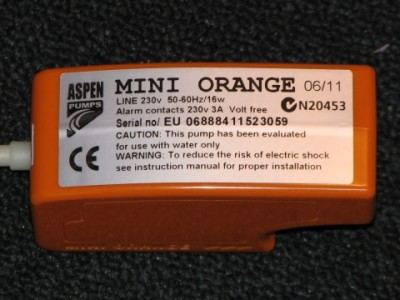 ASPEN
PUMPS
MINI ORANGE 06/11
LINE 230v 50-60Hz/16w
Alarm contacts 230v 3A Volt free
N20453
Serial no/ EU 06888411523059
CAUTION: This pump has been evaluated
for use with water only
CE
WARNING: To reduce the risk of electric shock
see instruction manual for proper installation
mini orange